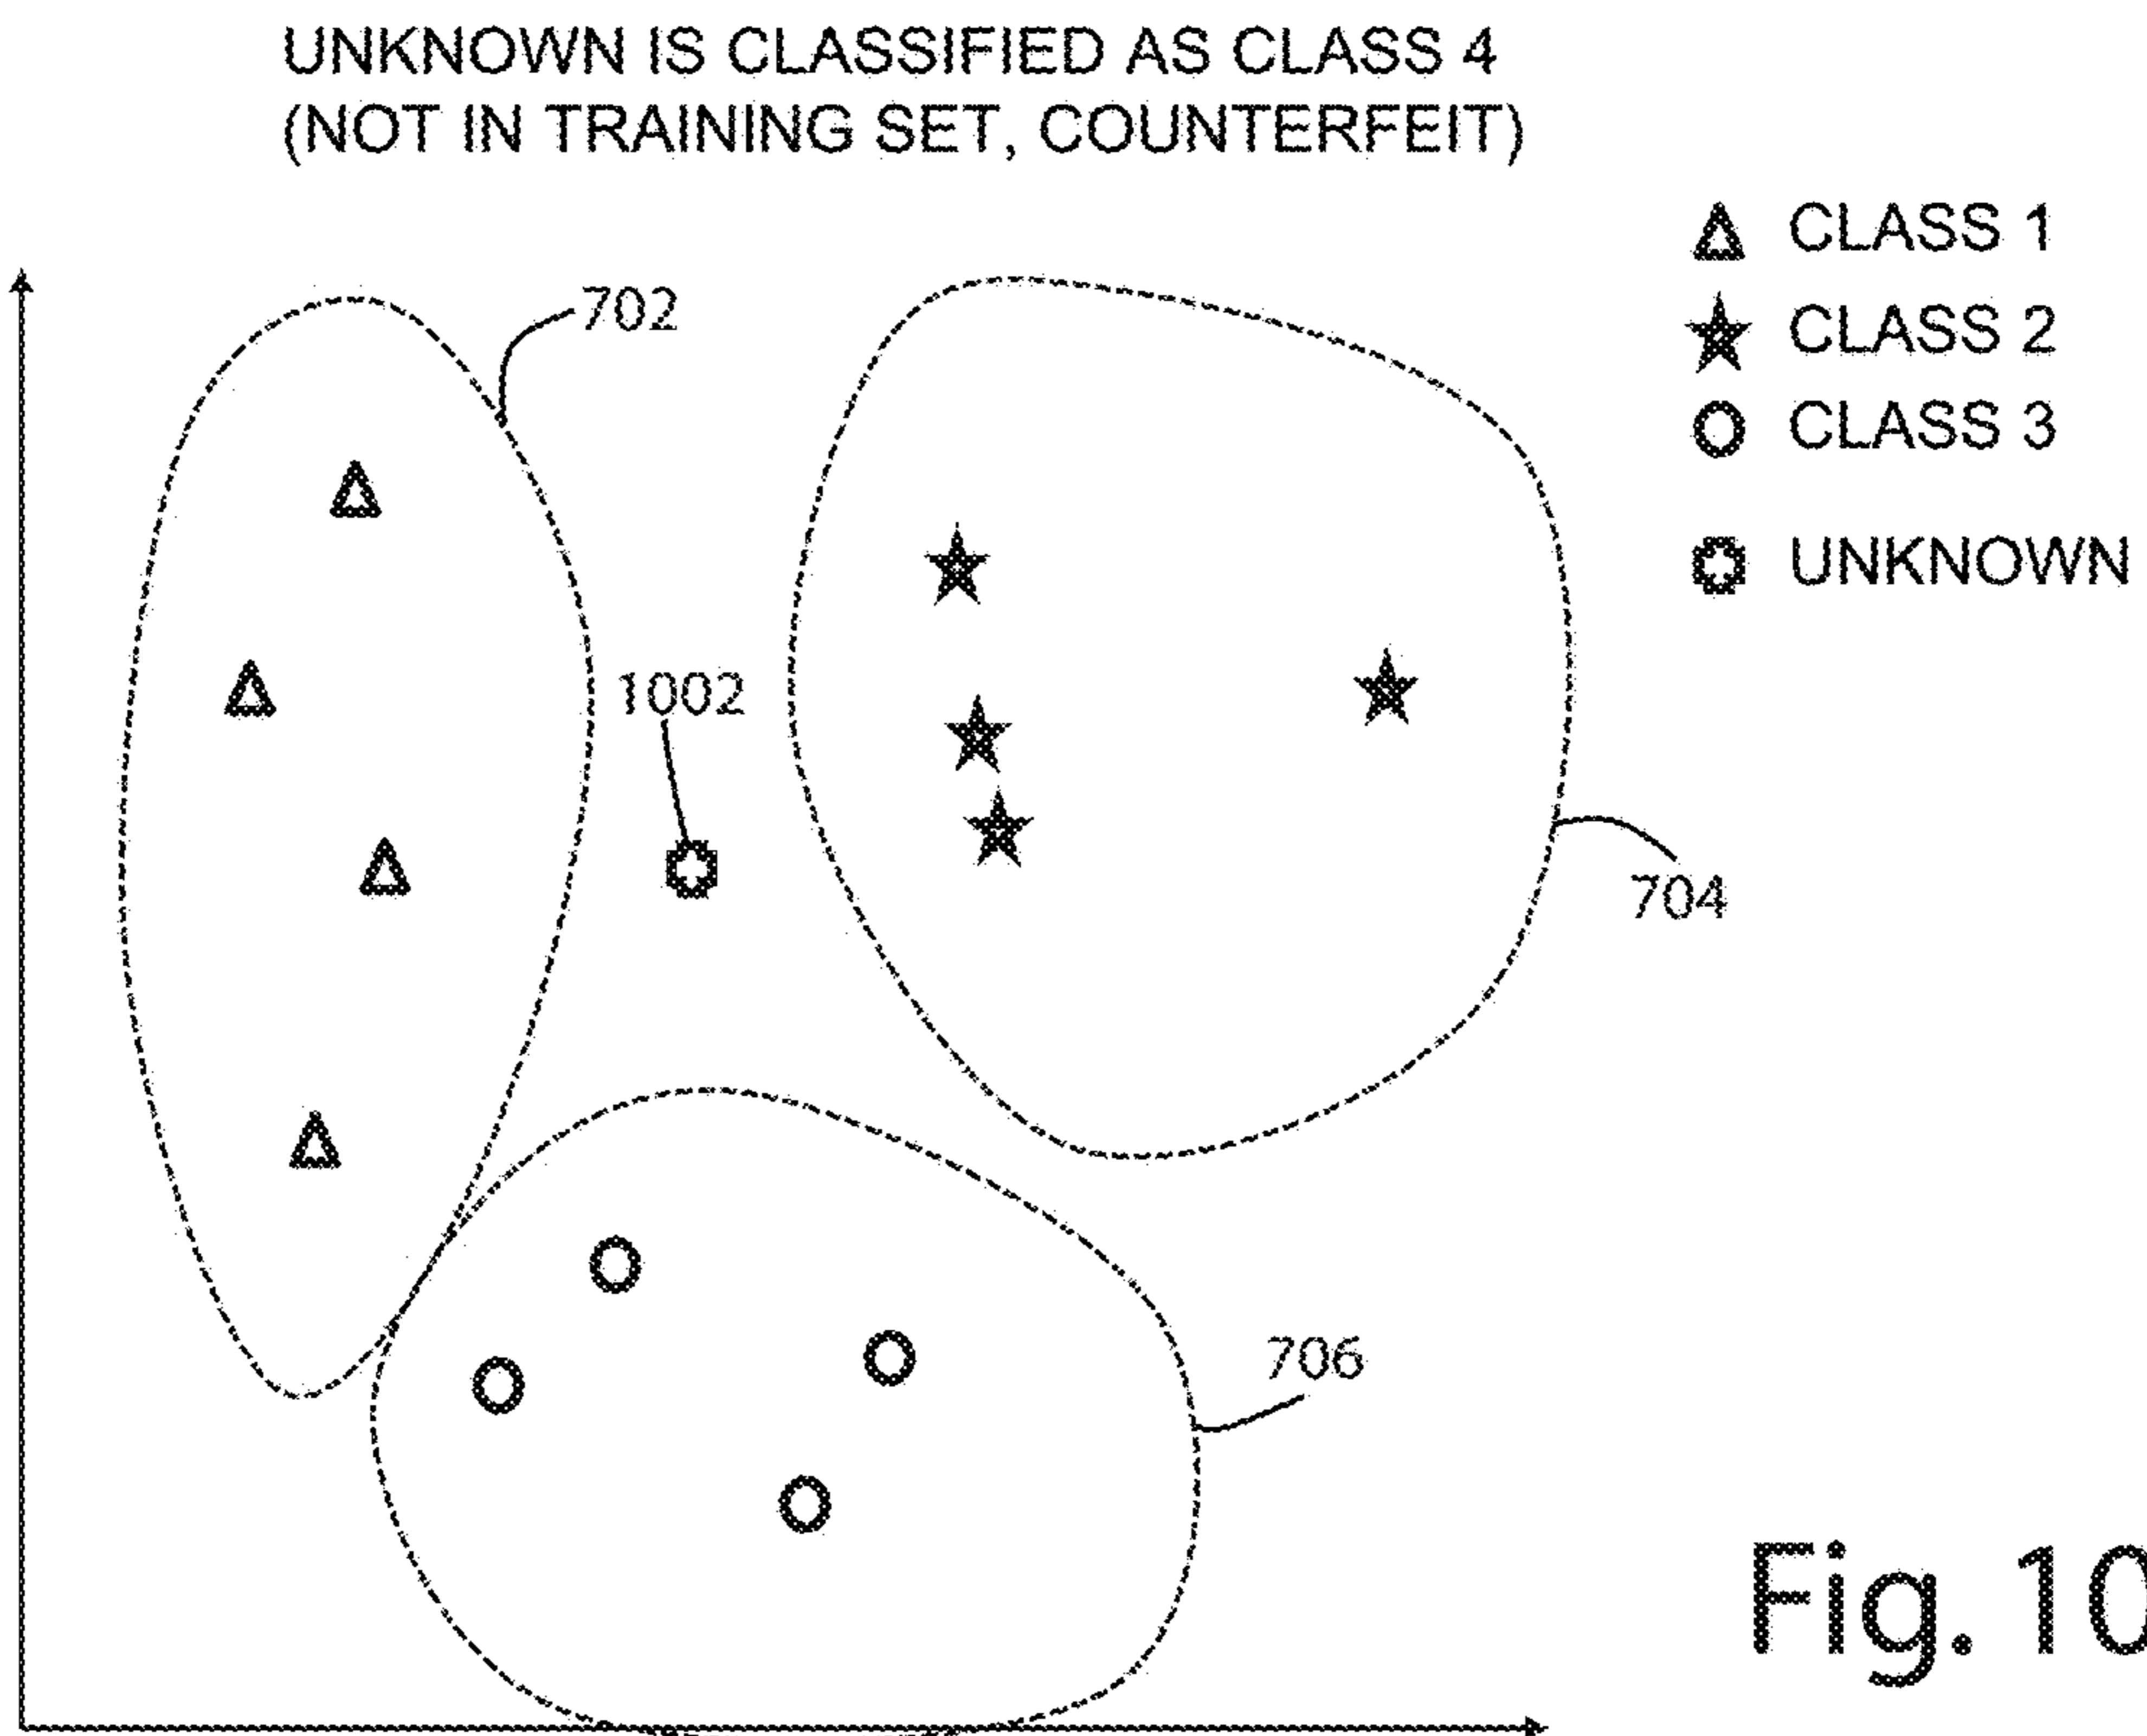 UNKNOWN IS CLASSIFIED AS CLASS 4
(NOT IN TRAINING SET, COUNTERFEIT)
CLASS 1
702
CLASS 2
CLASS 3
UNKNOWN
1002
704
706
Fig. 10